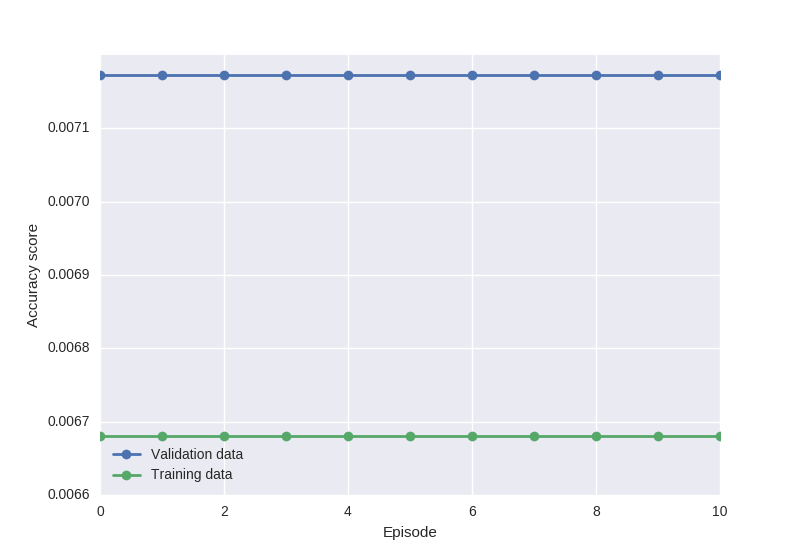 0.0071
0.0070
0.0069
0.0068
0.0067
0.0066
Accuracy score
Validation data
Training data
0 2 4 6 8 10
Episode